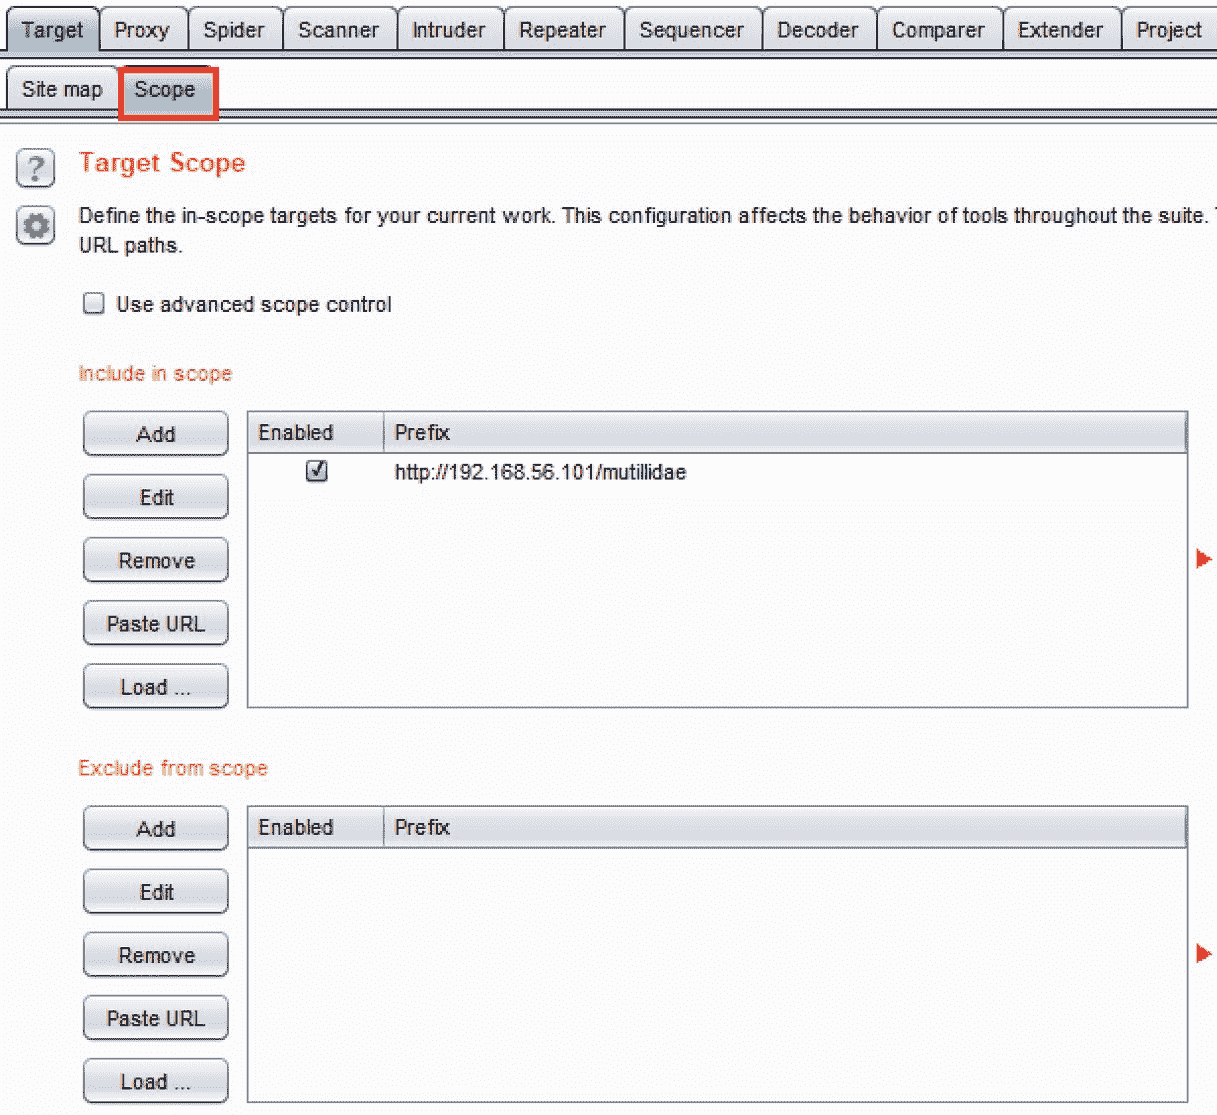 Target Proxy Spider Scanner Intruder Repeater Sequencer Decoder Comparer Extender Project
Site map Scope
?
Target Scope
Define the in-scope targets for your current work. This configuration affects the behavior of tools throughout the suite.
URL paths.
Use advanced scope control
Include in scope
Add
Edit
Remove
Paste URL
Load ...
Enabled Prefix
http://192.168.56.101/mutillidae
Exclude from scope
Add
Edit
Remove
Paste URL
Load ...
Enabled Prefix